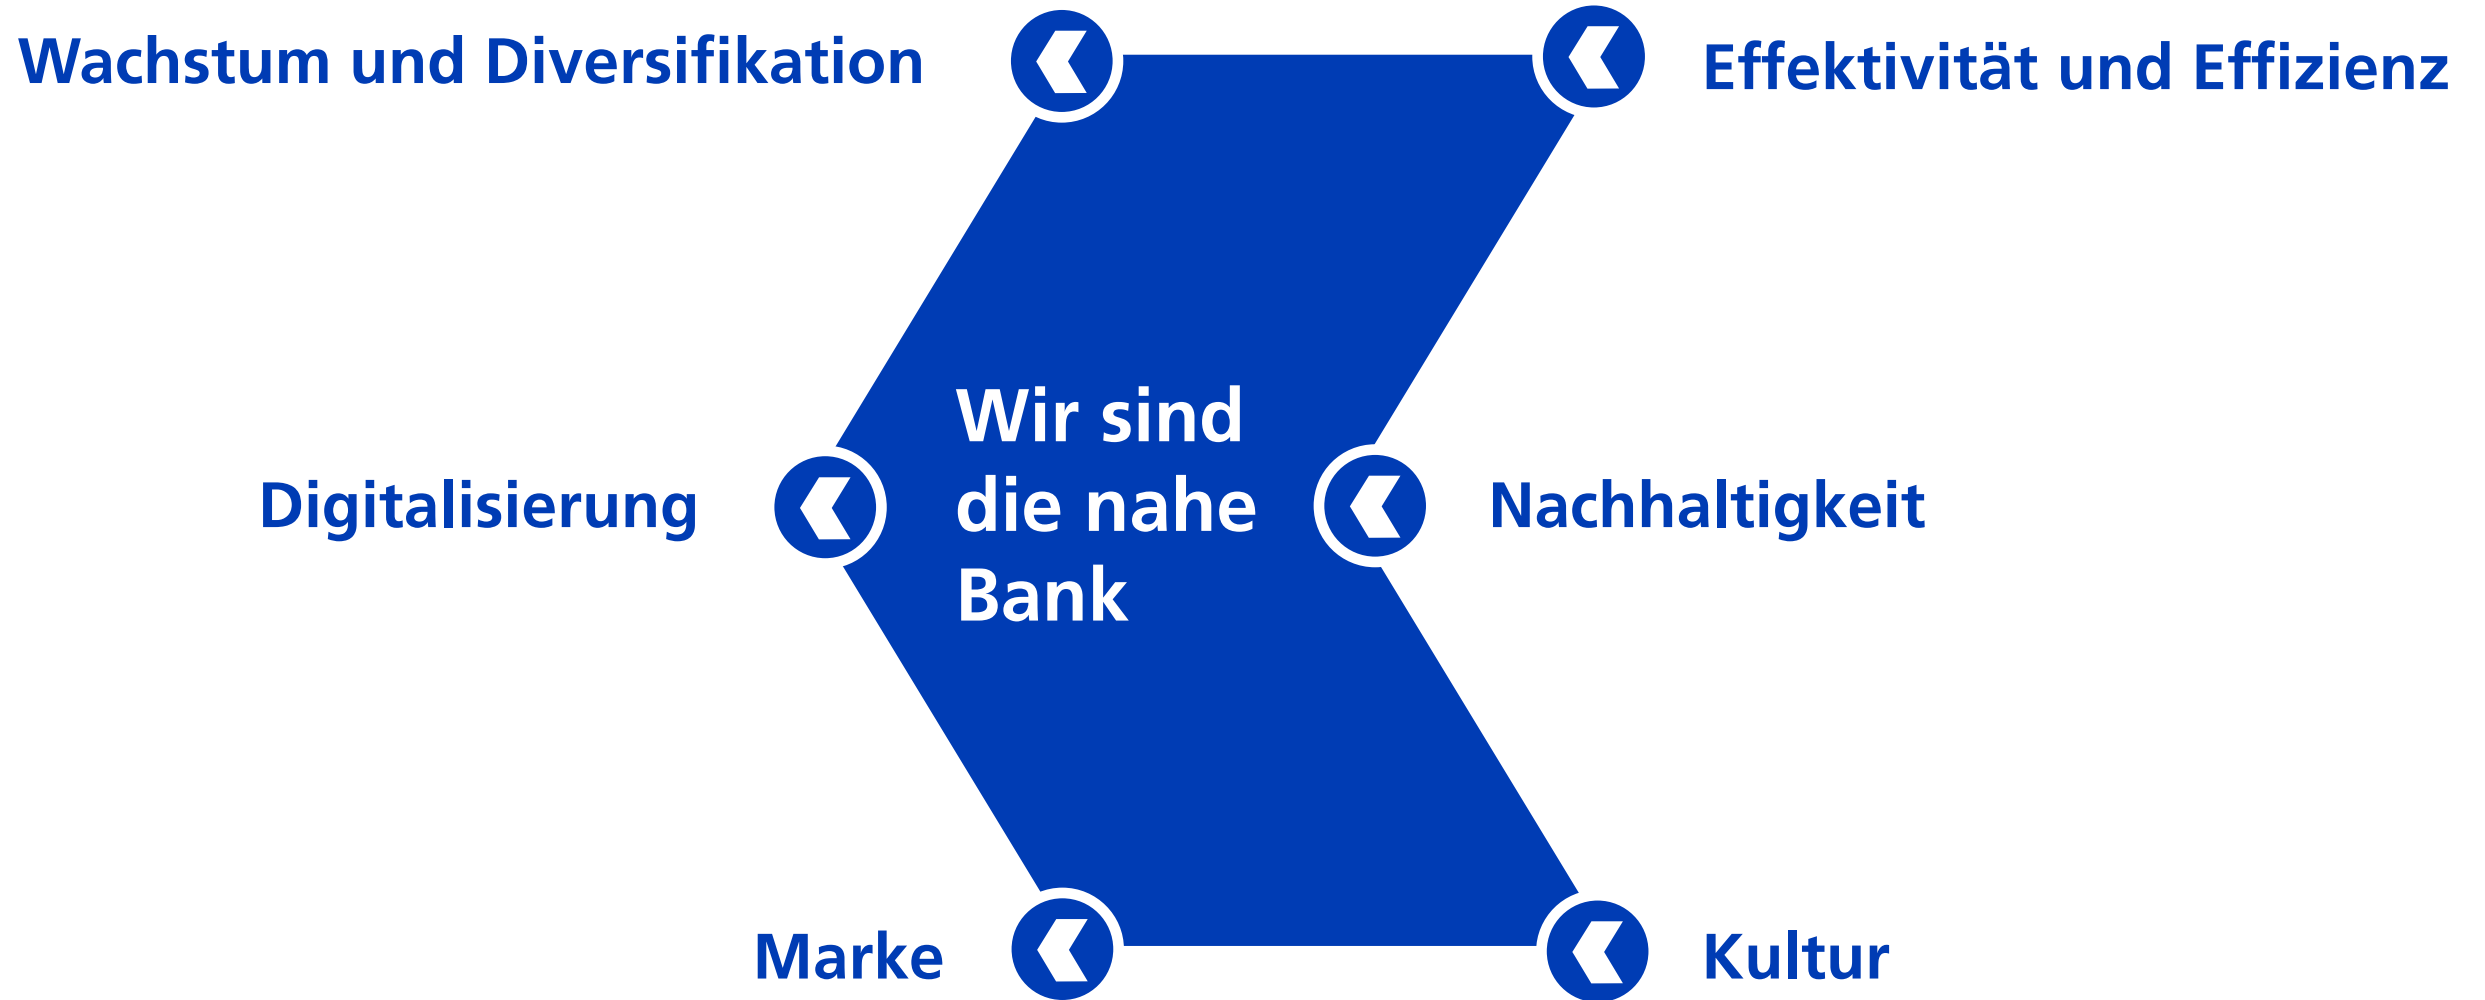 Wachstum und Diversifikation
Effektivität und Effizienz
Wir sind
die nahe
Bank
Digitalisierung
Nachhaltigkeit
Marke
Kultur